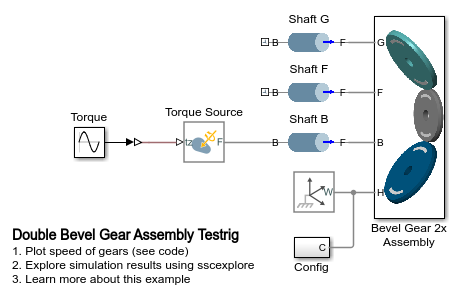 Shaft G
B F G
Shaft F
B F F
Torque
Torque Source
Shaft B
tz F B F B
W H
C
Config
Bevel Gear 2x
Assembly
Double Bevel Gear Assembly Testrig
1. Plot speed of gears (see code)
2. Explore simulation results using sscexplore
3. Learn more about this example